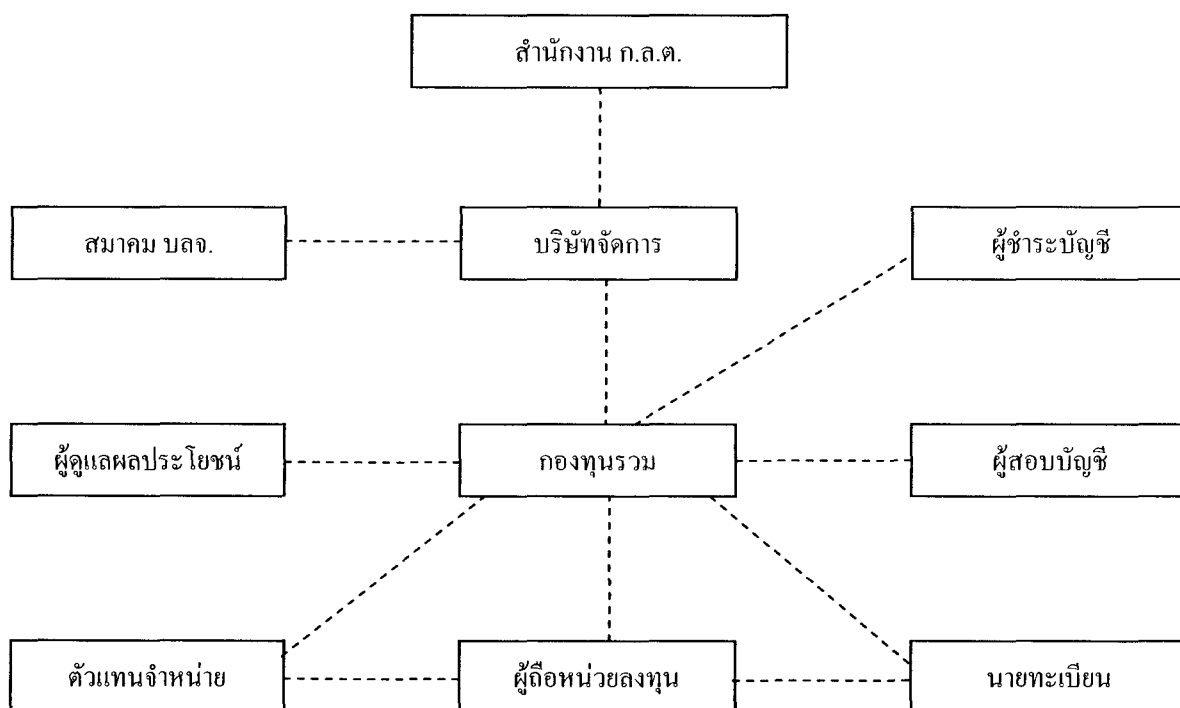 สำนักงาน ก.ล.ต.
สมาคม บลจ.
บริษัทจัดการ
ผู้ชำระบัญชี
ผู้ดูแลผลประโยชน์
กองทุนรวม
ผู้สอบบัญชี
ตัวแทนจำหน่าย
ผู้ถือหน่วยลงทุน
นายทะเบียน